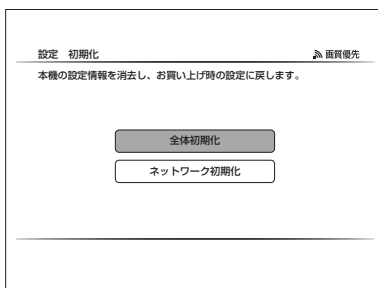 設定 初期化 画質優先
本機の設定情報を消去し、お買い上げ時の設定に戻します。
全体初期化
ネットワーク初期化